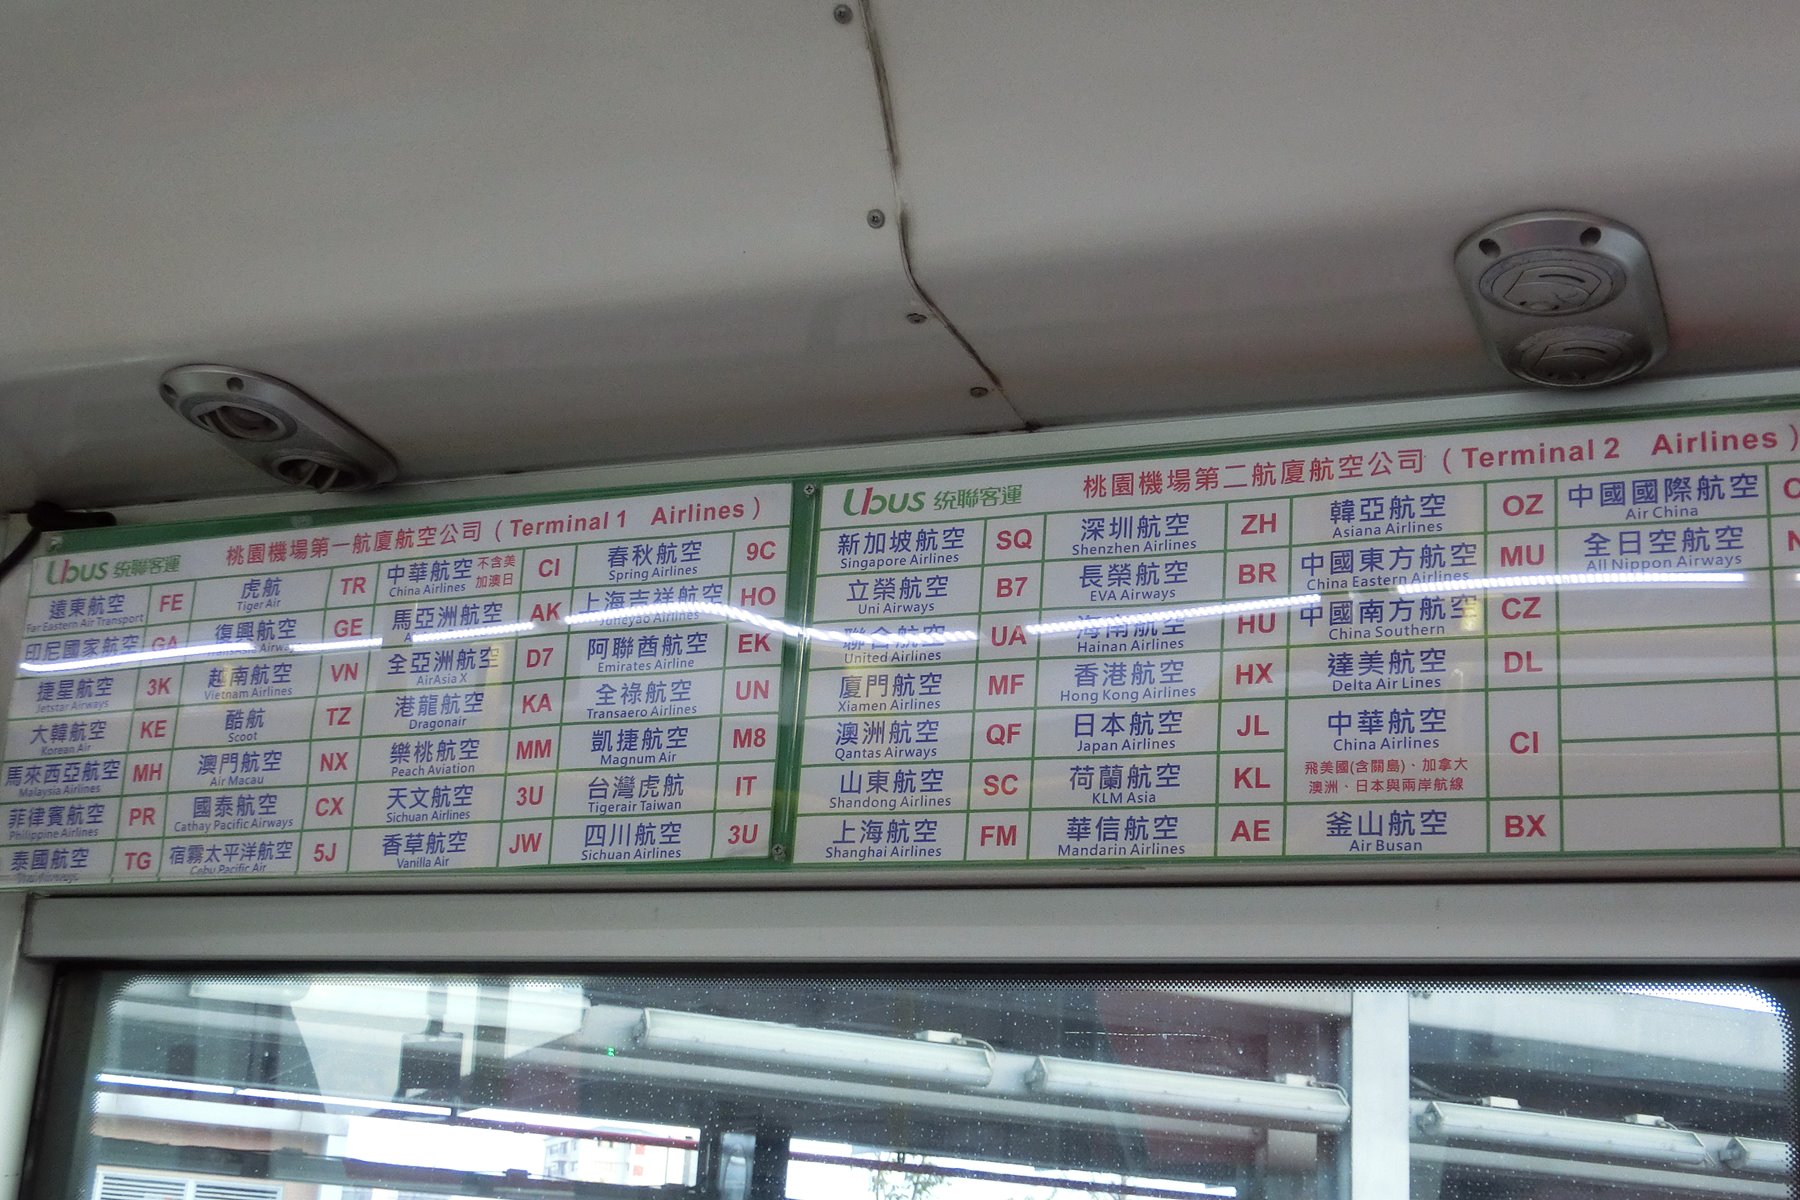 Ubus 統聯客運 桃園機場第一航廈航空公司(Terminal 1 Airlines)
遠東航空 FE
Far Eastern Air Transport
印尼國家航空 GA
捷星航空 3K
Jetstar Airways
大韓航空 KE
Korean Air
馬來西亞航空 MH
Malaysia Airlines
菲律賓航空 PR
Philippine Airlines
泰國航空 TG
Thai Airways
虎航 TR
Tiger Air
復興航空 GE
TransAsia Airways
越南航空 VN
Vietnam Airlines
酷航 TZ
Scoot
澳門航空 NX
Air Macau
國泰航空 CX
Cathay Pacific Airways
宿霧太平洋航空 5J
Cebu Pacific Air
中華航空 不含美加澳日 CI
China Airlines
馬亞洲航空 AK
全亞洲航空 D7
AirAsia X
港龍航空 KA
Dragonair
樂桃航空 MM
Peach Aviation
天文航空 3U
Sichuan Airlines
香草航空 JW
Vanilla Air
春秋航空 9C
Spring Airlines
上海吉祥航空 HO
Juneyao Airlines
阿聯酋航空 EK
Emirates Airline
全祿航空 UN
Transaero Airlines
凱捷航空 M8
Magnum Air
台灣虎航 IT
Tigerair Taiwan
四川航空 3U
Sichuan Airlines
Ubus 統聯客運 桃園機場第二航廈航空公司(Terminal 2 Airlines)
新加坡航空 SQ
Singapore Airlines
立榮航空 B7
Uni Airways
聯合航空 UA
United Airlines
廈門航空 MF
Xiamen Airlines
澳洲航空 QF
Qantas Airways
山東航空 SC
Shandong Airlines
上海航空 FM
Shanghai Airlines
深圳航空 ZH
Shenzhen Airlines
長榮航空 BR
EVA Airways
海南航空 HU
Hainan Airlines
香港航空 HX
Hong Kong Airlines
日本航空 JL
Japan Airlines
荷蘭航空 KL
KLM Asia
華信航空 AE
Mandarin Airlines
韓亞航空 OZ
Asiana Airlines
中國東方航空 MU
China Eastern Airlines
中國南方航空 CZ
China Southern
達美航空 DL
Delta Air Lines
中華航空 CI
China Airlines
飛美國(含關島)、加拿大
澳洲、日本與兩岸航線
釜山航空 BX
Air Busan
中國國際航空
Air China
全日空航空
All Nippon Airways